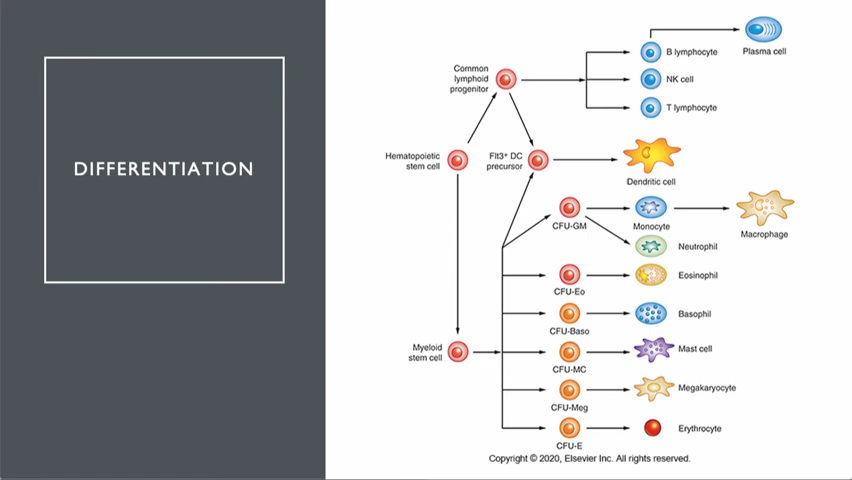 DIFFERENTIATION
Common
lymphoid
progenitor
B lymphocyte
Plasma cell
NK cell
T lymphocyte
Hematopoietic
stem cell
Flt3+ DC
precursor
Dendritic cell
CFU-GM
Monocyte
Macrophage
Neutrophil
CFU-Eo
Eosinophil
CFU-Baso
Basophil
Myeloid
stem cell
CFU-MC
Mast cell
CFU-Meg
Megakaryocyte
CFU-E
Erythrocyte
Copyright © 2020, Elsevier Inc. All rights reserved.